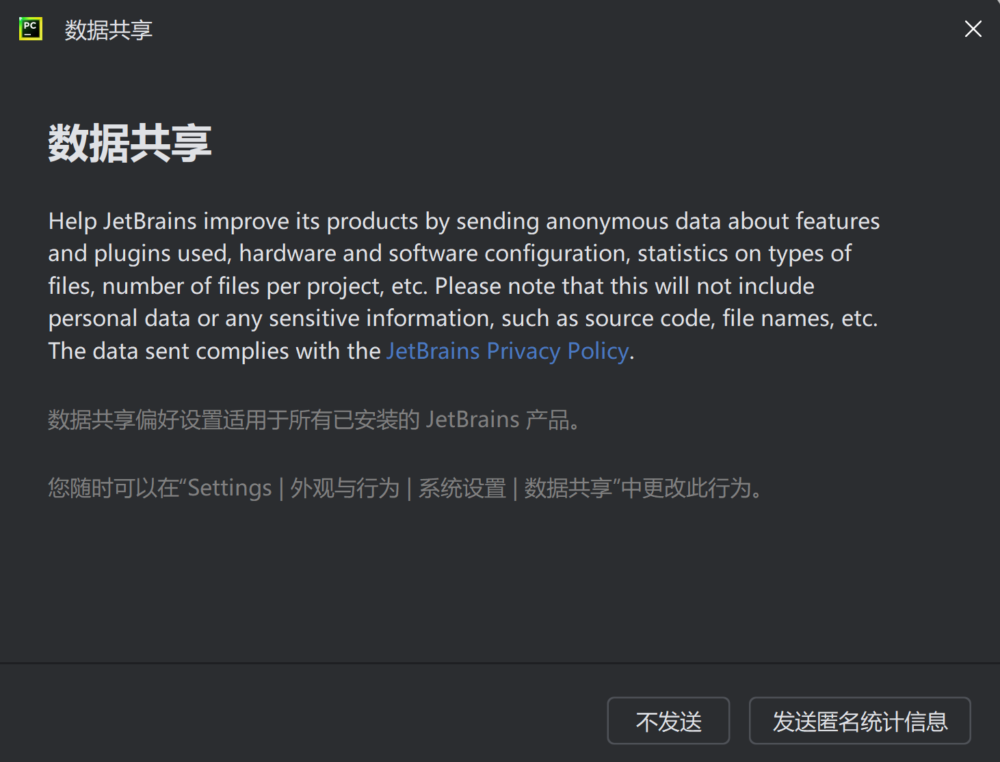 PC
数据共享
数据共享
Help JetBrains improve its products by sending anonymous data about features
and plugins used, hardware and software configuration, statistics on types of
files, number of files per project, etc. Please note that this will not include
personal data or any sensitive information, such as source code, file names, etc.
The data sent complies with the JetBrains Privacy Policy.
数据共享偏好设置适用于所有已安装的 JetBrains 产品。
您随时可以在“Settings | 外观与行为 | 系统设置 | 数据共享”中更改此行为。
不发送
发送匿名统计信息